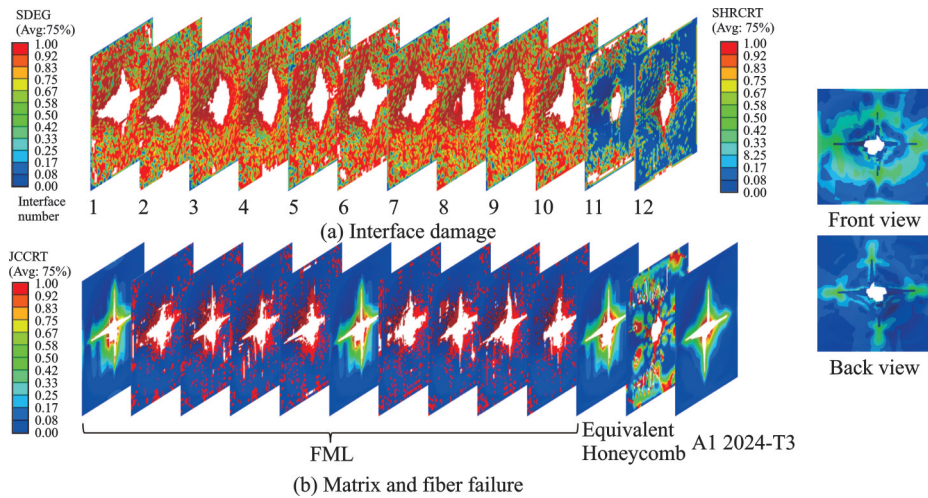 SDEG
(Avg:75%)
1.00
0.92
0.83
0.75
0.67
0.58
0.50
0.42
0.33
0.25
0.17
0.08
0.00
Interface
number
1 2 3 4 5 6 7 8 9 10 11 12
SHRCRT
(Avg: 75%)
1.00
0.92
0.83
0.75
0.67
0.58
0.50
0.42
0.33
8.25
0.17
0.08
0.00
(a) Interface damage
Front view
Back view
JCCRT
(Avg: 75%)
1.00
0.92
0.83
0.75
0.67
0.58
0.50
0.42
0.33
0.25
0.17
0.08
0.00
FML
Equivalent
Honeycomb
A1 2024-T3
(b) Matrix and fiber failure